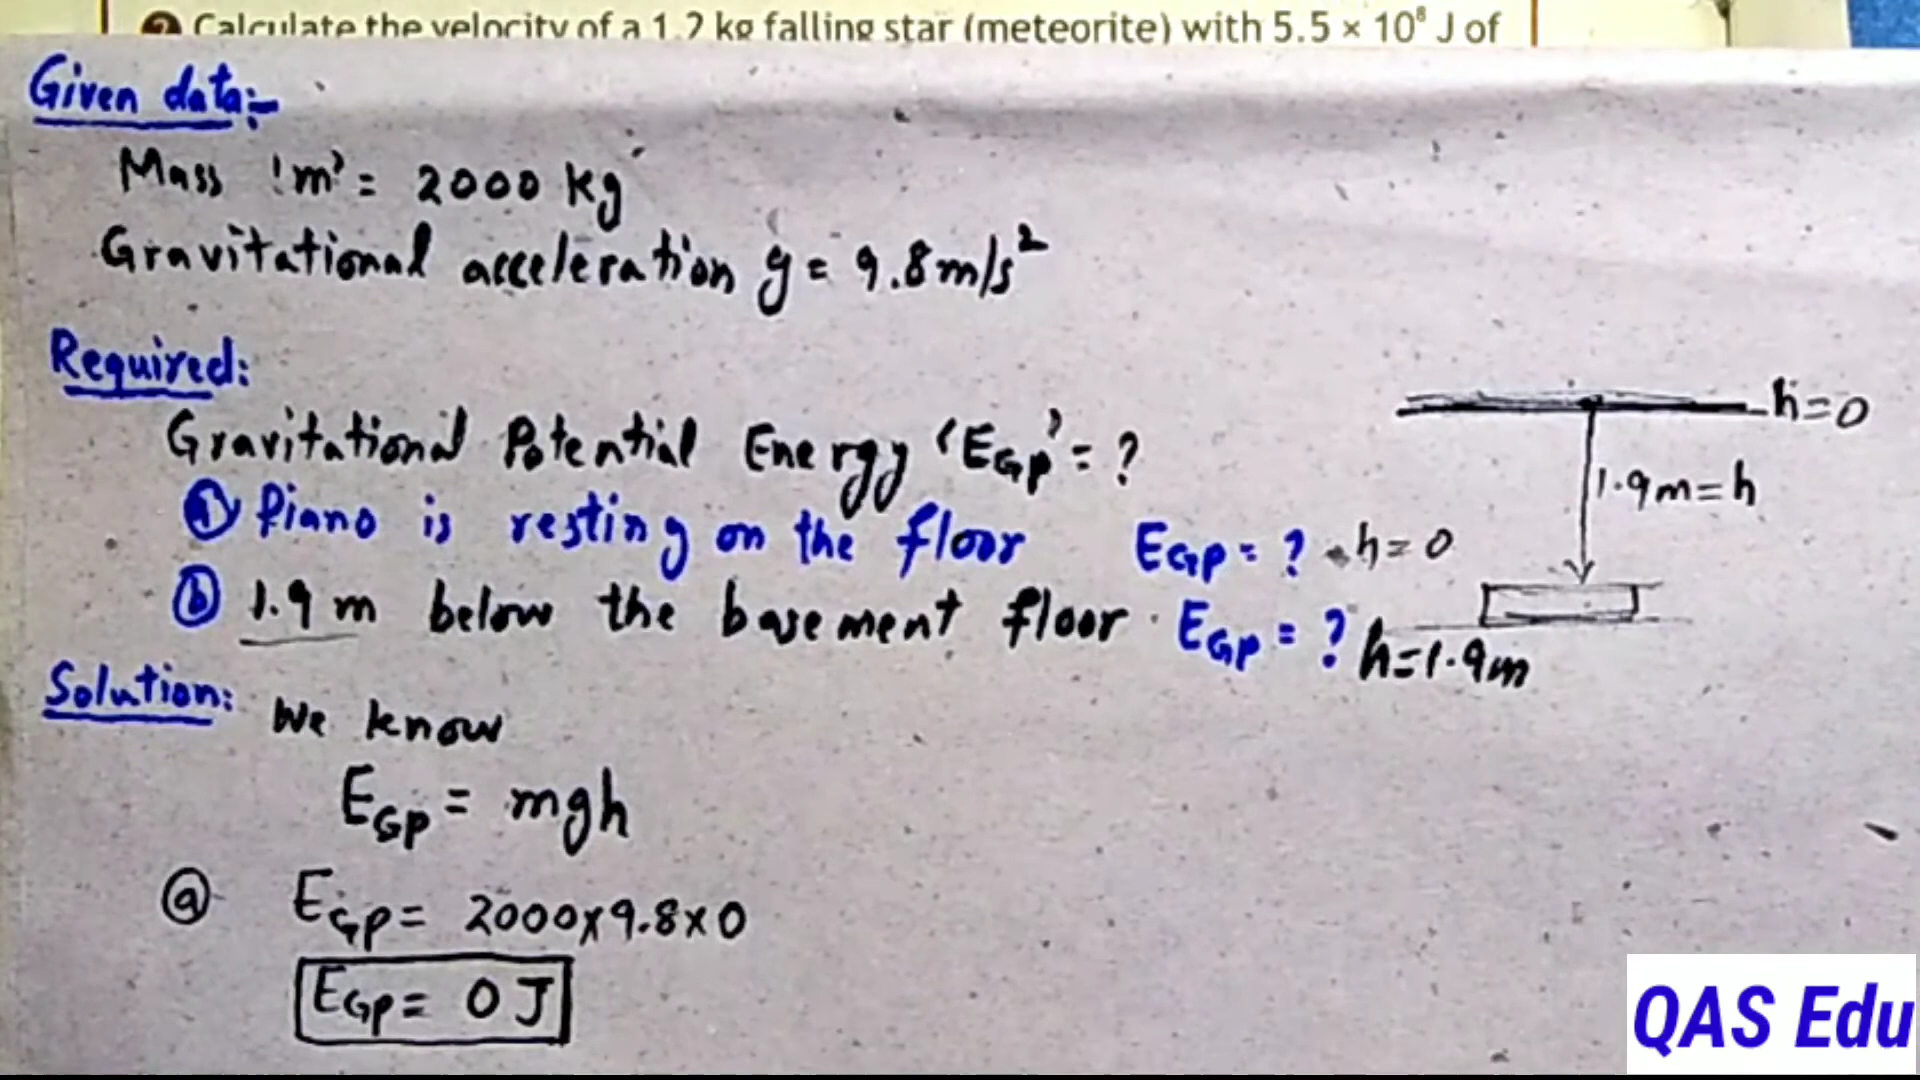 2 Calculate the velocity of a 1.2 kg falling star (meteorite) with 5.5 × 10⁸ J of
Given data:-
Mass 'm' = 2000 kg
Gravitational acceleration g = 9.8 m/s²
Required:
Gravitational Potential Energy 'EGP' = ?
a) Piano is resting on the floor EGP = ? h=0
b) 1.9 m below the basement floor. EGP = ? h=1.9m
h=0
1.9m=h
Solution: We know
EGP = mgh
a) EGP = 2000×9.8×0
EGP = 0 J
QAS Edu